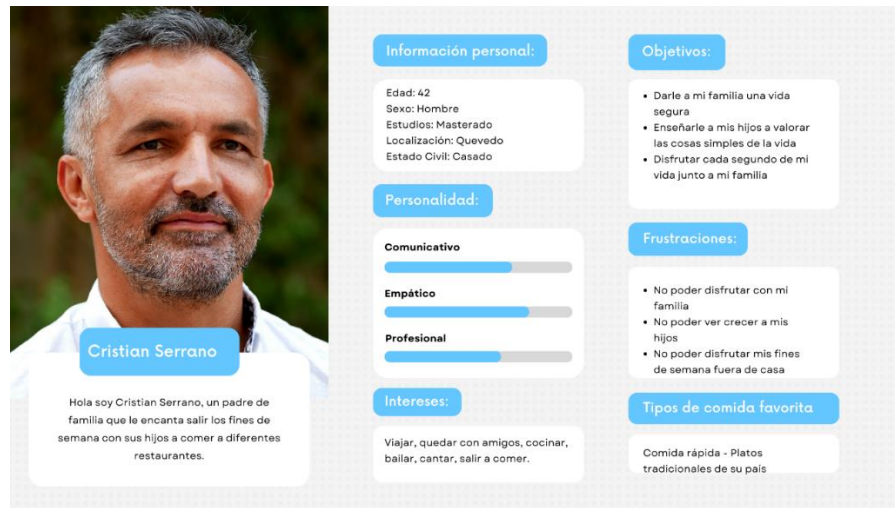 Cristian Serrano
Hola soy Cristian Serrano, un padre de
familia que le encanta salir los fines de
semana con sus hijos a comer a diferentes
restaurantes.
Información personal:
Edad: 42
Sexo: Hombre
Estudios: Masterado
Localización: Quevedo
Estado Civil: Casado
Personalidad:
Comunicativo
Empático
Profesional
Intereses:
Viajar, quedar con amigos, cocinar,
bailar, cantar, salir a comer.
Objetivos:
• Darle a mi familia una vida
segura
• Enseñarle a mis hijos a valorar
las cosas simples de la vida
• Disfrutar cada segundo de mi
vida junto a mi familia
Frustraciones:
• No poder disfrutar con mi
familia
• No poder ver crecer a mis
hijos
• No poder disfrutar mis fines
de semana fuera de casa
Tipos de comida favorita
Comida rápida - Platos
tradicionales de su país